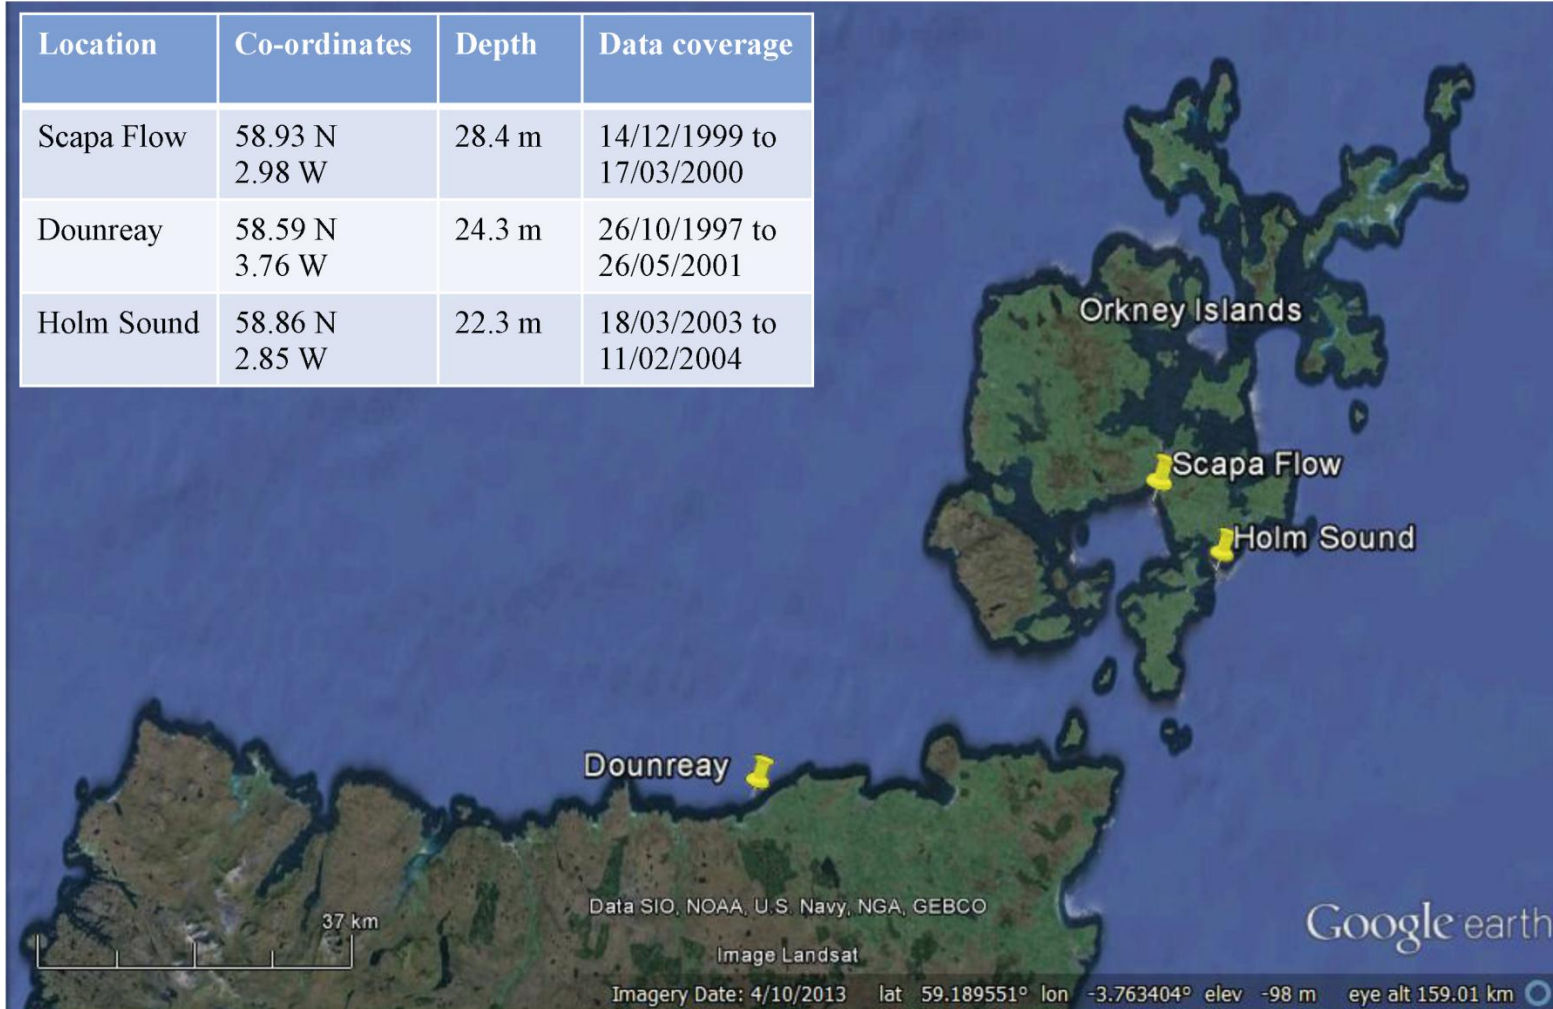 Location Co-ordinates Depth Data coverage
Scapa Flow 58.93 N 28.4 m 14/12/1999 to
2.98 W 17/03/2000
Dounreay 58.59 N 24.3 m 26/10/1997 to
3.76 W 26/05/2001
Holm Sound 58.86 N 22.3 m 18/03/2003 to
2.85 W 11/02/2004
Orkney Islands
Scapa Flow
Holm Sound
Dounreay
37 km
Data SIO, NOAA, U.S. Navy, NGA, GEBCO
Image Landsat
Google earth
Imagery Date: 4/10/2013 lat 59.189551° lon -3.763404° elev -98 m eye alt 159.01 km